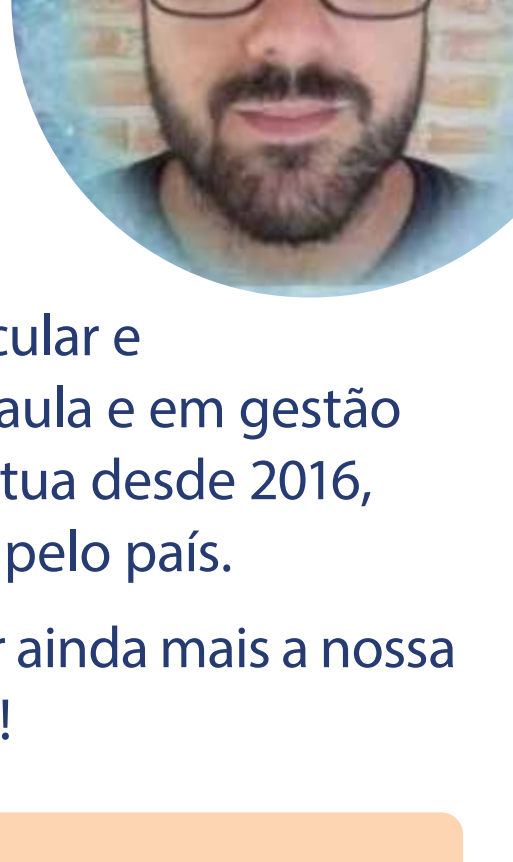 cular e
aula e em gestão
tua desde 2016,
pelo país.
r ainda mais a nossa
!